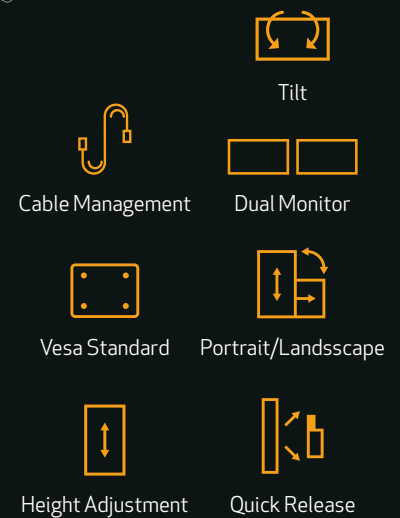 Tilt
Cable Management
Dual Monitor
Vesa Standard
Portrait/Landsscape
Height Adjustment
Quick Release